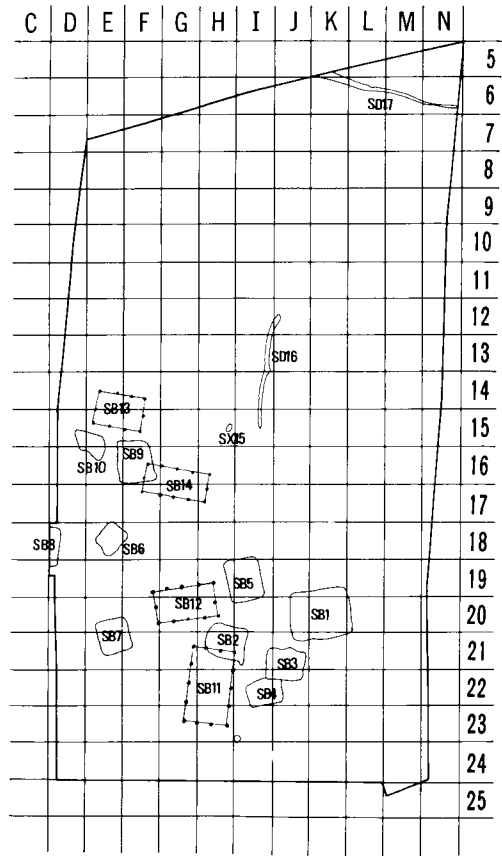 C D E F G H I J K L M N
5
6
SD17
7
8
9
10
11
12
13
SD16
14
SB13
15
SX15
SB9
SB10
16
SB14
17
18
SB8
SB6
19
SB5
SB12
20
SB1
SB7
SB2
21
SB3
SB11
22
SB4
23
24
25